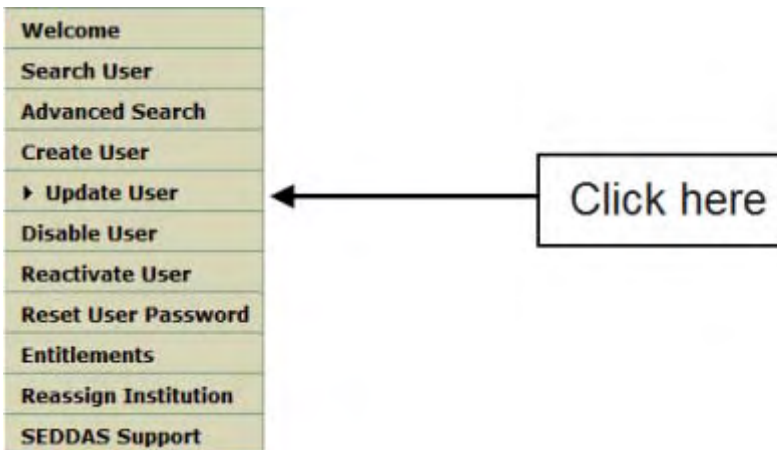 Welcome
Search User
Advanced Search
Create User
Update User
Disable User
Reactivate User
Reset User Password
Entitlements
Reassign Institution
SEDDAS Support
Click here